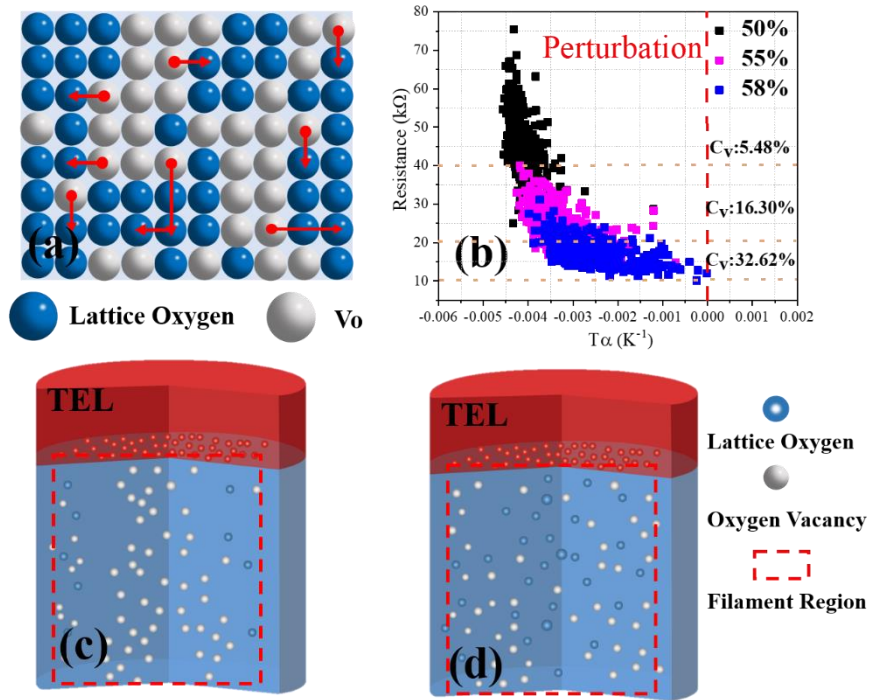 (a)
Lattice Oxygen
Vo
(b)
Perturbation
50%
55%
58%
Cv:5.48%
Cv:16.30%
Cv:32.62%
Resistance (kΩ)
80
70
60
50
40
30
20
10
-0.006 -0.005 -0.004 -0.003 -0.002 -0.001 0.000 0.001 0.002
Tα (K⁻¹)
TEL
(c)
TEL
(d)
Lattice Oxygen
Oxygen Vacancy
Filament Region